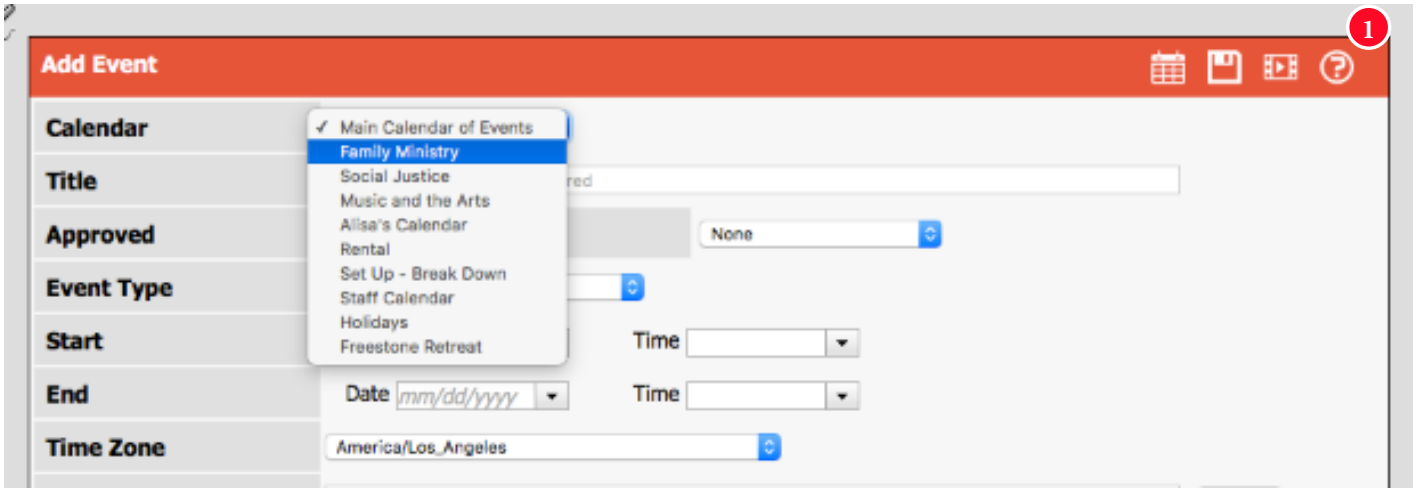 1
Add Event
Calendar
✓ Main Calendar of Events
Family Ministry
Social Justice
Music and the Arts
Alisa's Calendar
Rental
Set Up - Break Down
Staff Calendar
Holidays
Freestone Retreat
Title
Approved None
Event Type
Start Time
End Date mm/dd/yyyy Time
Time Zone America/Los_Angeles